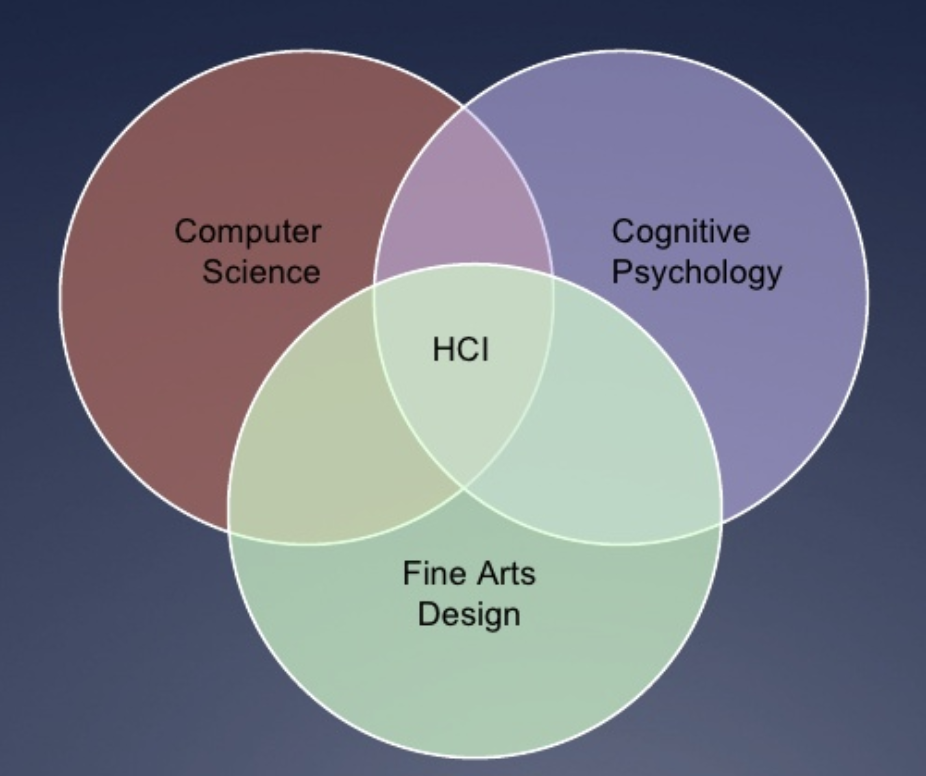 Computer
Science
Cognitive
Psychology
HCI
Fine Arts
Design